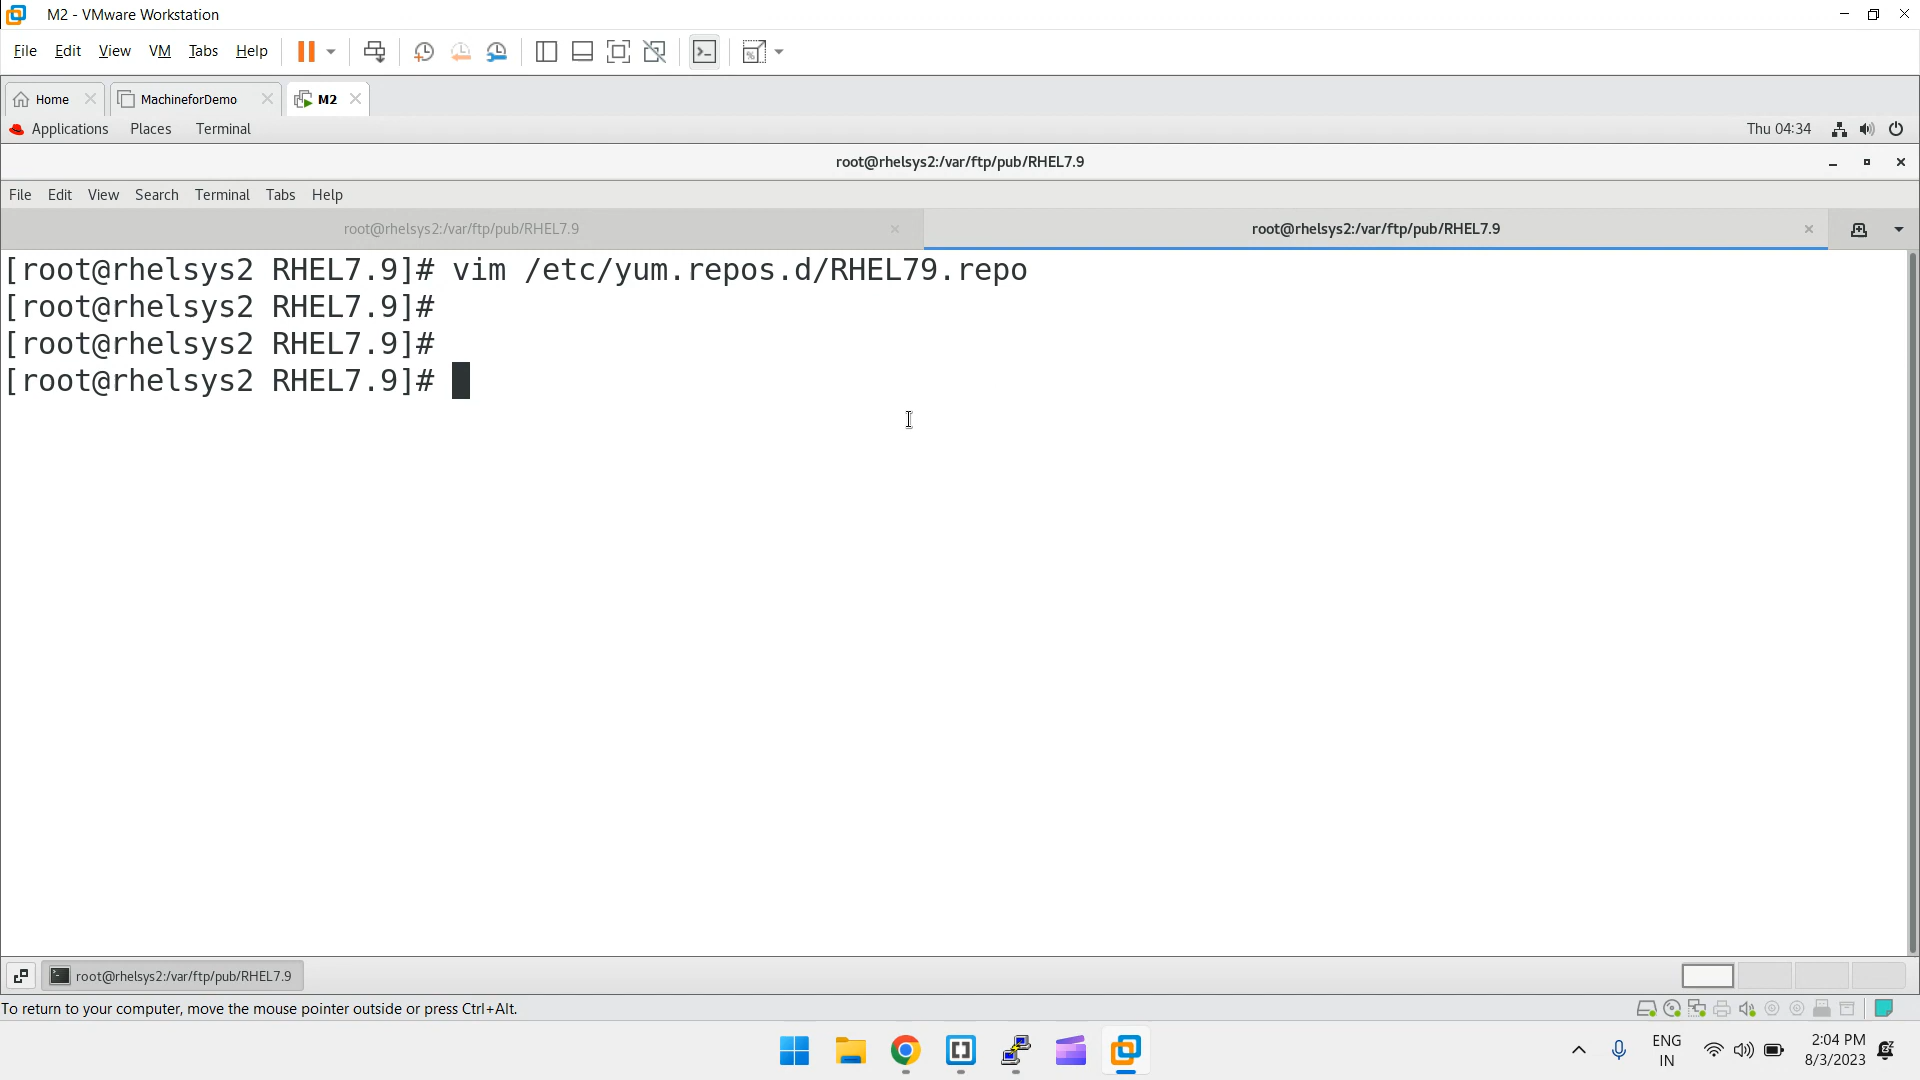 M2 - VMware Workstation
File Edit View VM Tabs Help
Home MachineforDemo M2
Applications Places Terminal Thu 04:34
root@rhelsys2:/var/ftp/pub/RHEL7.9
File Edit View Search Terminal Tabs Help
root@rhelsys2:/var/ftp/pub/RHEL7.9 root@rhelsys2:/var/ftp/pub/RHEL7.9
[root@rhelsys2 RHEL7.9]# vim /etc/yum.repos.d/RHEL79.repo
[root@rhelsys2 RHEL7.9]#
[root@rhelsys2 RHEL7.9]#
[root@rhelsys2 RHEL7.9]#
root@rhelsys2:/var/ftp/pub/RHEL7.9
To return to your computer, move the mouse pointer outside or press Ctrl+Alt.
ENG 2:04 PM
IN 8/3/2023